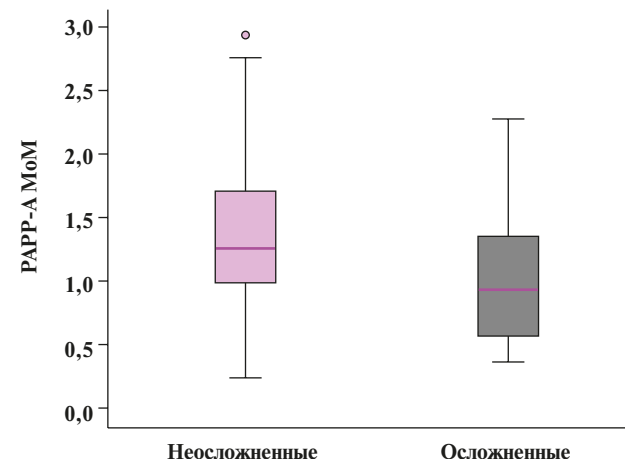 3,0
2,5
2,0
1,5
1,0
0,5
0,0
PAPP-A MoM
Неосложненные
Осложненные